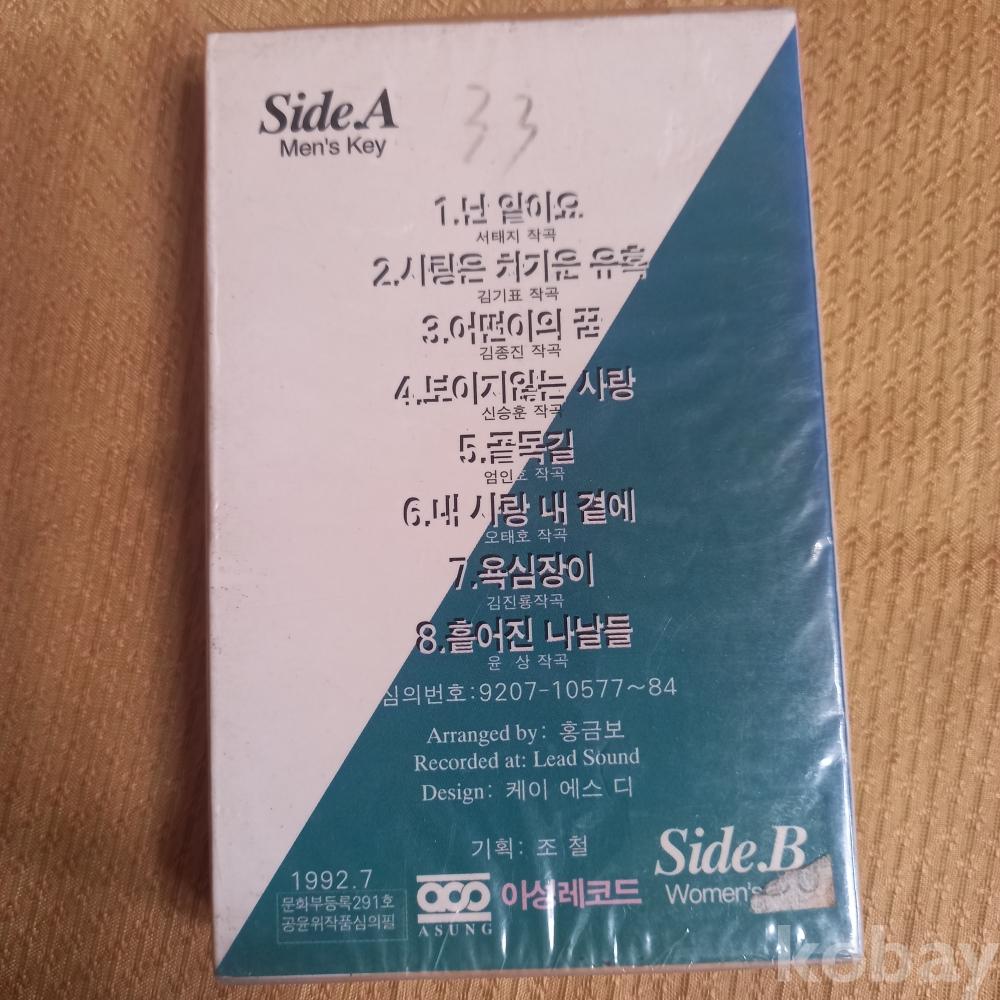 Side.A
Men's Key
33
1.난 알아요
서태지 작곡
2.사랑은 차가운 유혹
김기표 작곡
3.어떤이의 꿈
김종진 작곡
4.보이지않는 사랑
신승훈 작곡
5.골목길
엄인호 작곡
6.내 사랑 내 곁에
오태호 작곡
7.욕심장이
김진룡작곡
8.흩어진 나날들
윤 상 작곡
심의번호:9207-10577~84
Arranged by: 홍금보
Recorded at: Lead Sound
Design: 케이 에스 디
기획: 조 철
Side.B
Women's
1992.7
문화부등록291호
공윤위작품심의필
ASUNG
아성레코드
kobay